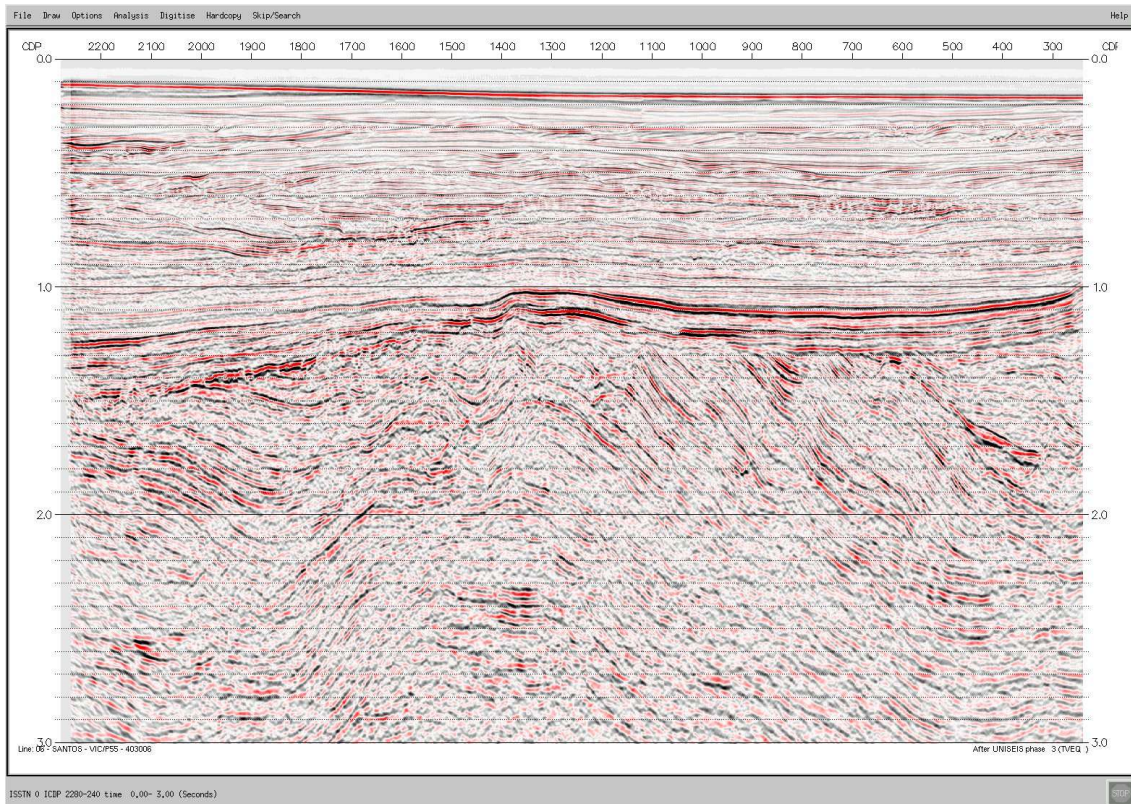 File Draw Options Analysis Digitise Hardcopy Skip/Search Help
CDP 2200 2100 2000 1900 1800 1700 1600 1500 1400 1300 1200 1100 1000 900 800 700 600 500 400 300 CDP
0.0 0.0
1.0 1.0
2.0 2.0
3.0 3.0
Line: 06 - SANTOS - VIC/P55 - 403006 After UNISEIS phase 3 (TVEQ )
ISSTN 0 ICDP 2280-240 time 0.00- 3.00 (Seconds) STOP